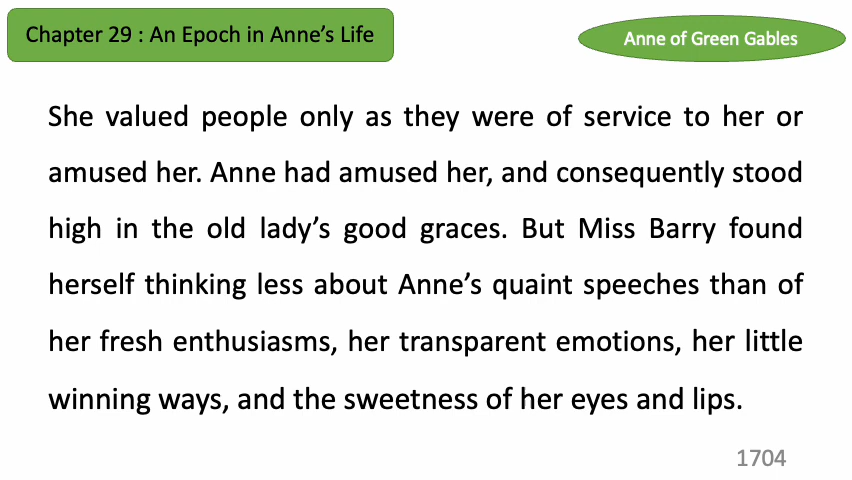 Chapter 29 : An Epoch in Anne’s Life
Anne of Green Gables
She valued people only as they were of service to her or
amused her. Anne had amused her, and consequently stood
high in the old lady’s good graces. But Miss Barry found
herself thinking less about Anne’s quaint speeches than of
her fresh enthusiasms, her transparent emotions, her little
winning ways, and the sweetness of her eyes and lips.
1704